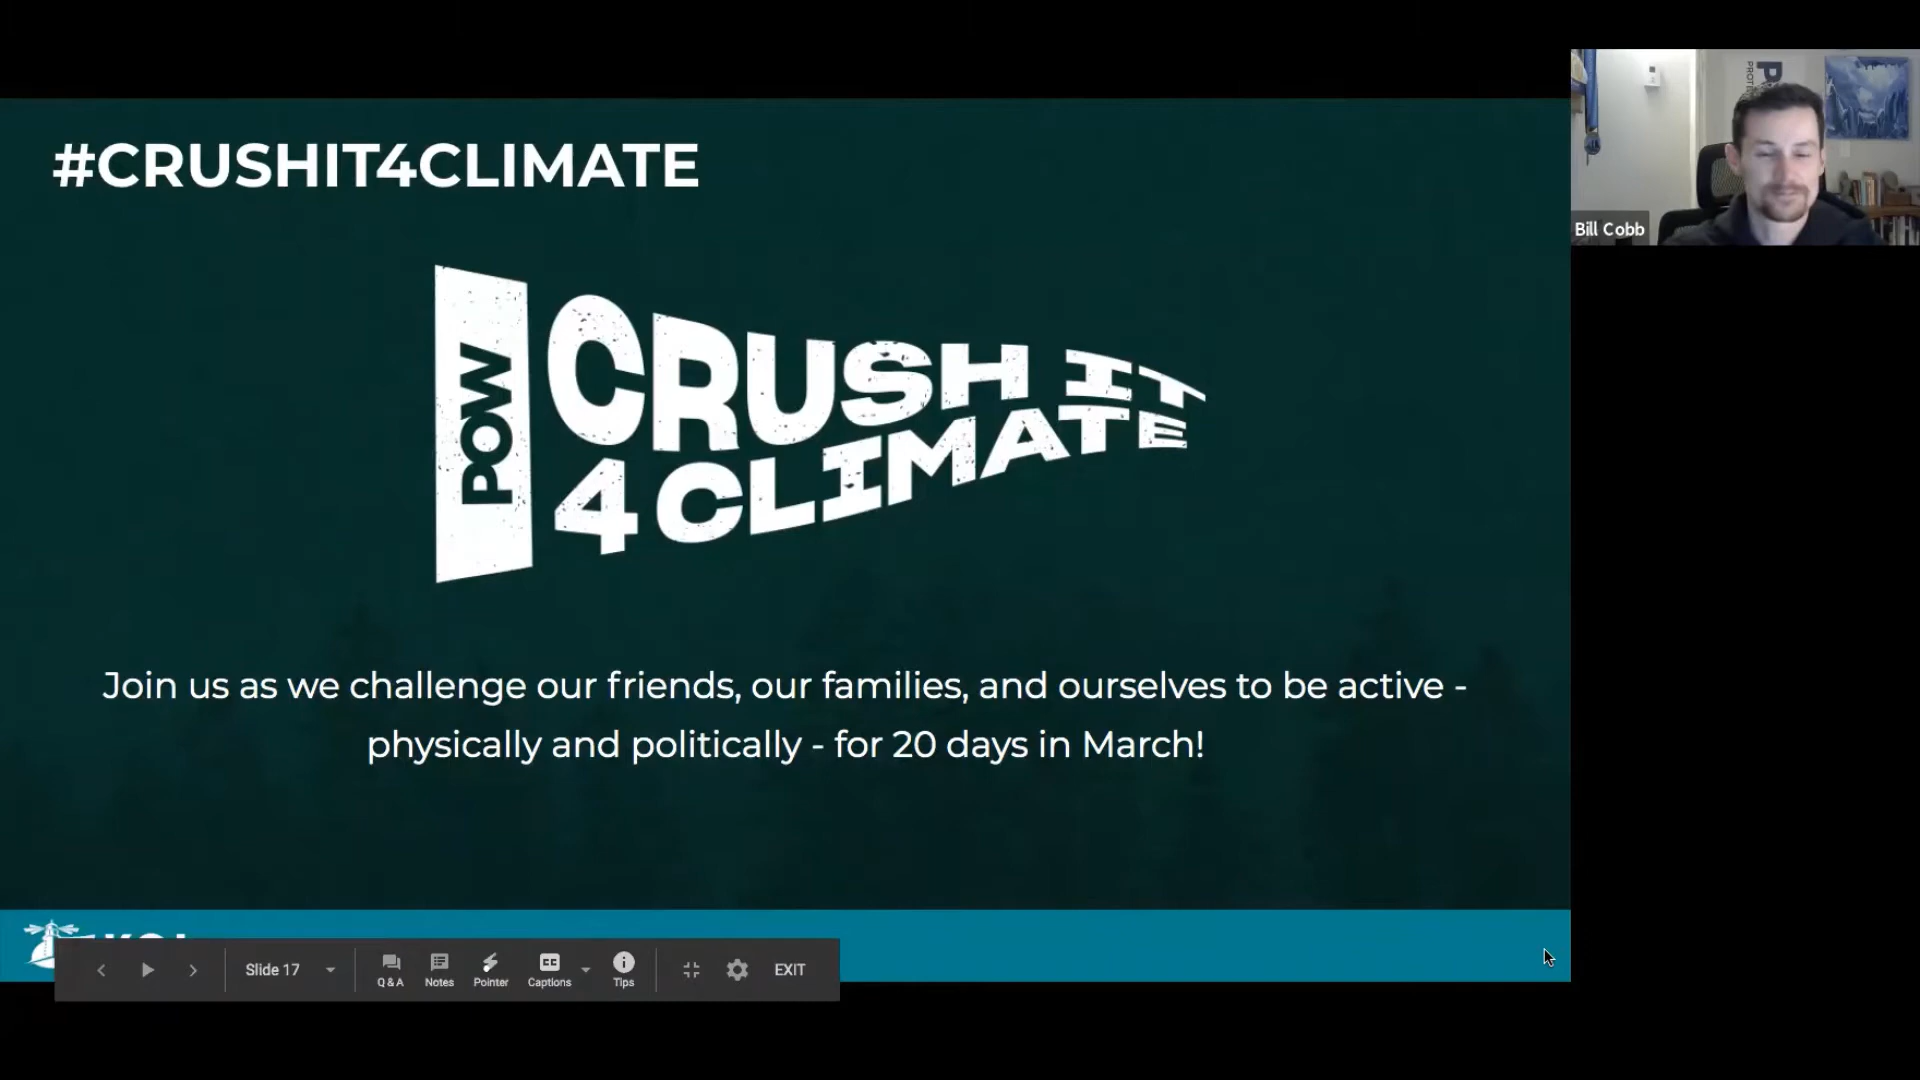 #CRUSHIT4CLIMATE
POW
CRUSH IT
4 CLIMATE
Join us as we challenge our friends, our families, and ourselves to be active -
physically and politically - for 20 days in March!
Bill Cobb
Slide 17
Q & A
Notes
Pointer
Captions
Tips
EXIT